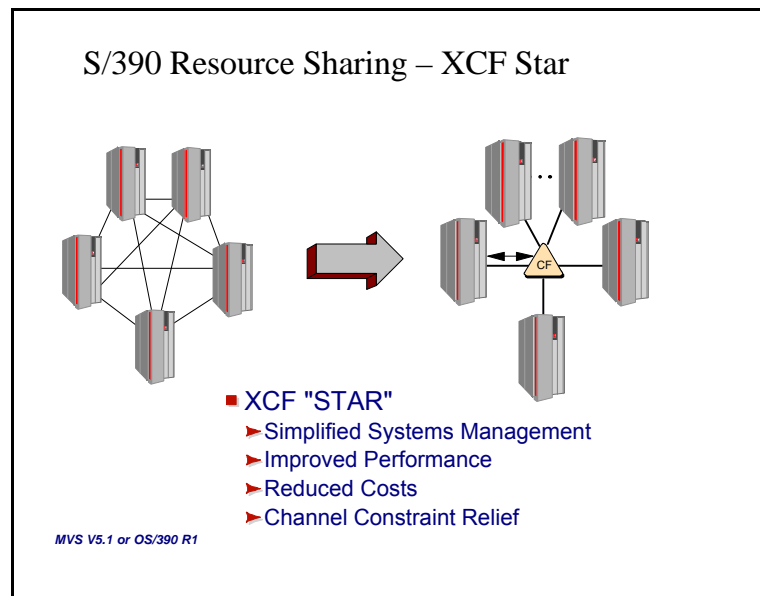 S/390 Resource Sharing – XCF Star
CF
XCF "STAR"
Simplified Systems Management
Improved Performance
Reduced Costs
Channel Constraint Relief
MVS V5.1 or OS/390 R1